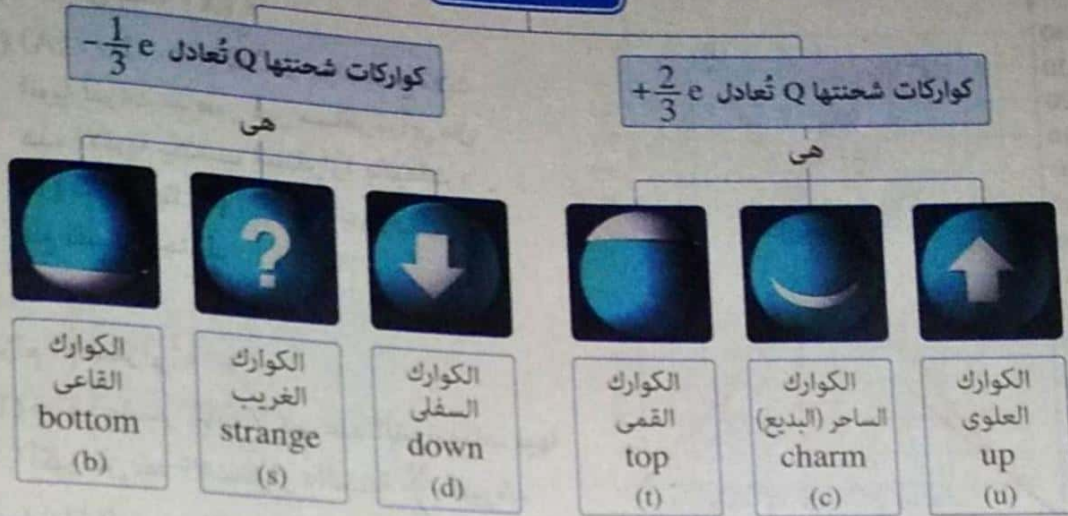 كواركات شحنتها Q تُعادل +2/3 e
هى
الكوارك
العلوى
up
(u)
الكوارك
الساحر (البديع)
charm
(c)
الكوارك
القمى
top
(t)
كواركات شحنتها Q تُعادل -1/3 e
هى
?
الكوارك
السفلى
down
(d)
الكوارك
الغريب
strange
(s)
الكوارك
القاعى
bottom
(b)